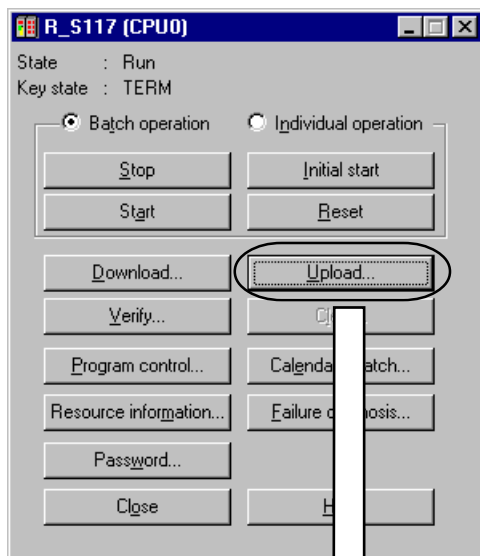 R_S117 (CPU0)
State : Run
Key state : TERM
Batch operation Individual operation
Stop Initial start
Start Reset
Download... Upload...
Verify...
Program control...
Resource information... Failure
Password...
Close